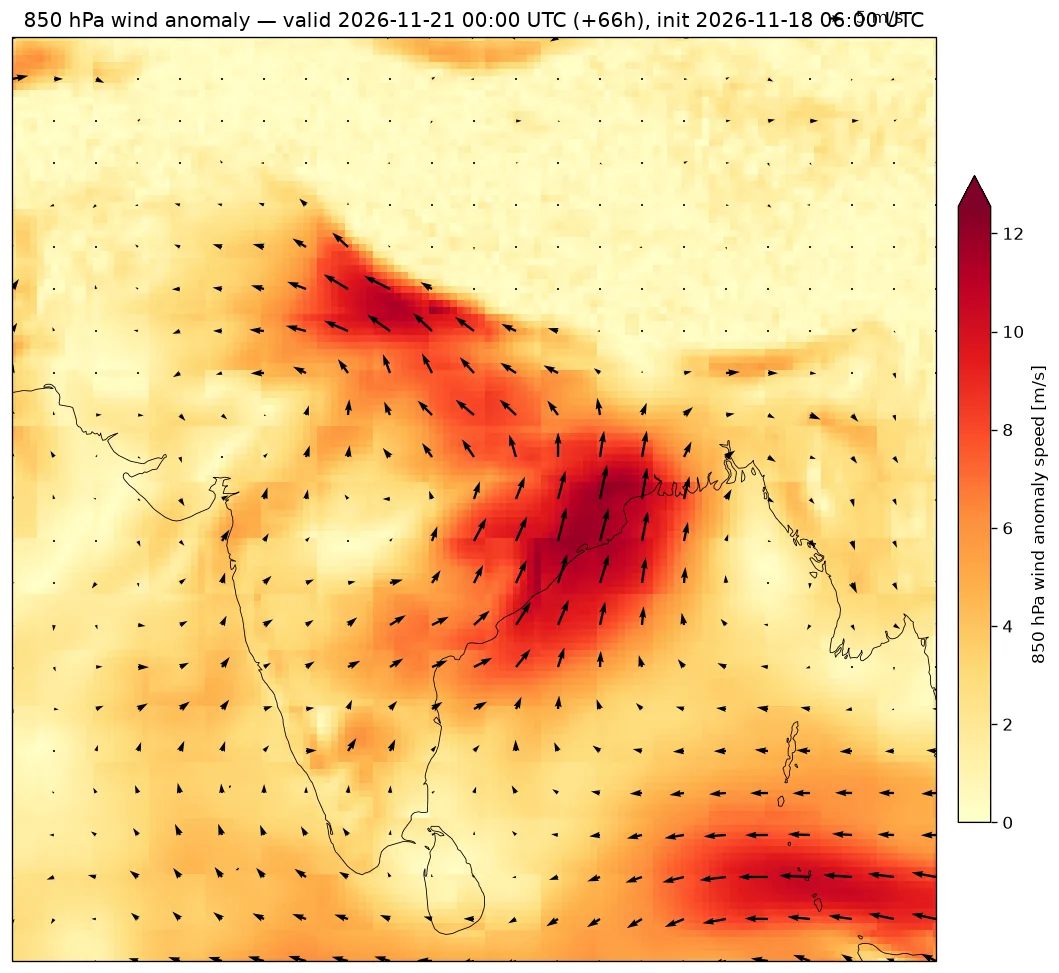 850 hPa wind anomaly — valid 2026-11-21 00:00 UTC (+66h), init 2026-11-18 06:00 UTC
5 m/s
12
10
8
6
4
2
0
850 hPa wind anomaly speed [m/s]